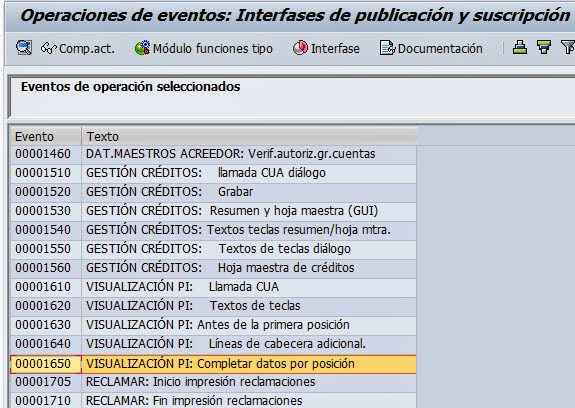 Operaciones de eventos: Interfases de publicación y suscripción
Comp.act. Módulo funciones tipo Interfase Documentación
Eventos de operación seleccionados
Evento Texto
00001460 DAT.MAESTROS ACREEDOR: Verif.autoriz.gr.cuentas
00001510 GESTIÓN CRÉDITOS: llamada CUA diálogo
00001520 GESTIÓN CRÉDITOS: Grabar
00001530 GESTIÓN CRÉDITOS: Resumen y hoja maestra (GUI)
00001540 GESTIÓN CRÉDITOS: Textos teclas resumen/hoja mtra.
00001550 GESTIÓN CRÉDITOS: Textos de teclas diálogo
00001560 GESTIÓN CRÉDITOS: Hoja maestra de créditos
00001610 VISUALIZACIÓN PI: Llamada CUA
00001620 VISUALIZACIÓN PI: Textos de teclas
00001630 VISUALIZACIÓN PI: Antes de la primera posición
00001640 VISUALIZACIÓN PI: Líneas de cabecera adicional.
00001650 VISUALIZACIÓN PI: Completar datos por posición
00001705 RECLAMAR: Inicio impresión reclamaciones
00001710 RECLAMAR: Fin impresión reclamaciones